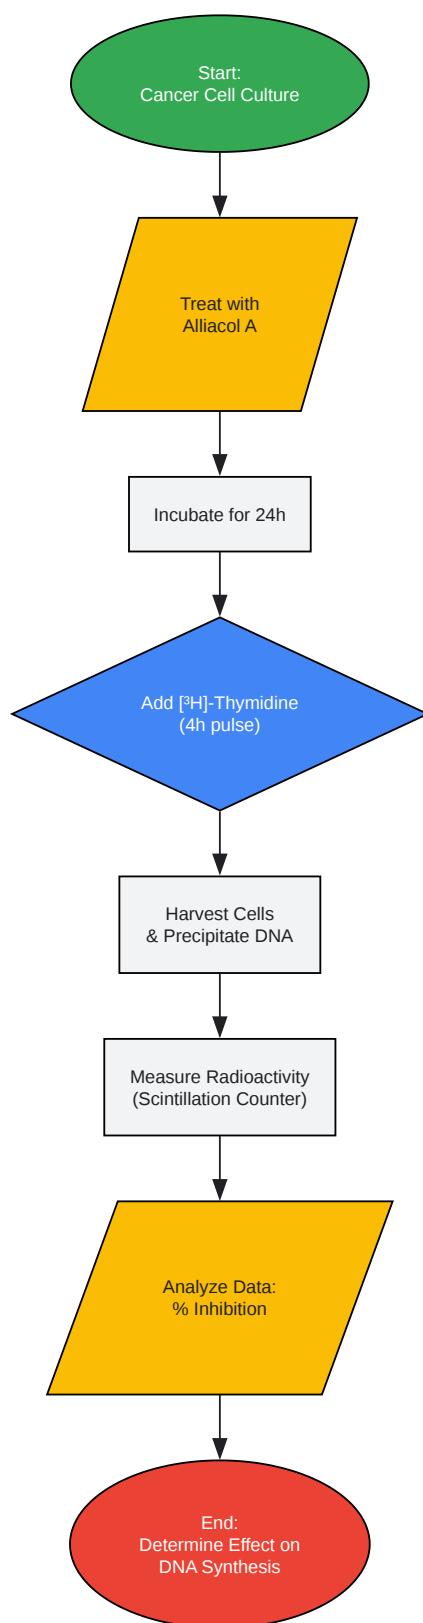 Start:
Cancer Cell Culture
Treat with
Alliacol A
Incubate for 24h
Add [³H]-Thymidine
(4h pulse)
Harvest Cells
& Precipitate DNA
Measure Radioactivity
(Scintillation Counter)
Analyze Data:
% Inhibition
End:
Determine Effect on
DNA Synthesis